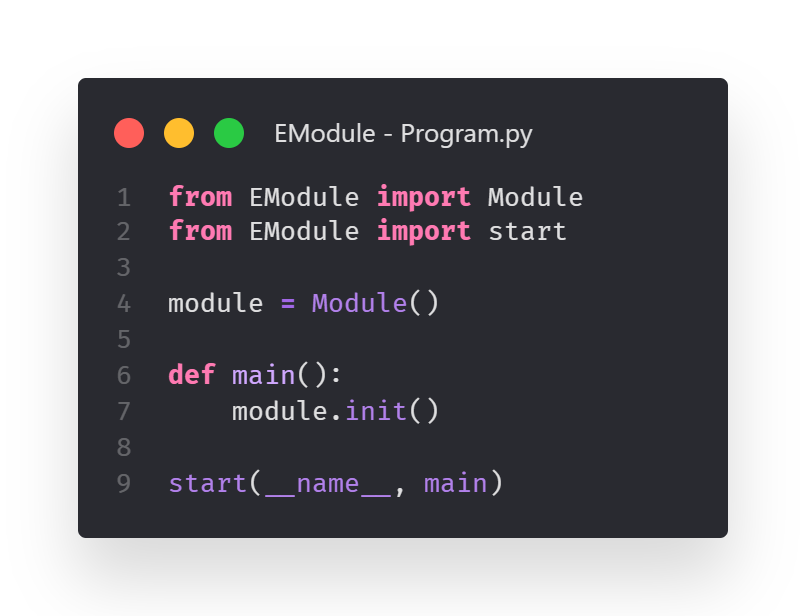 EModule - Program.py
1 from EModule import Module
2 from EModule import start
3
4 module = Module()
5
6 def main():
7     module.init()
8
9 start(__name__, main)